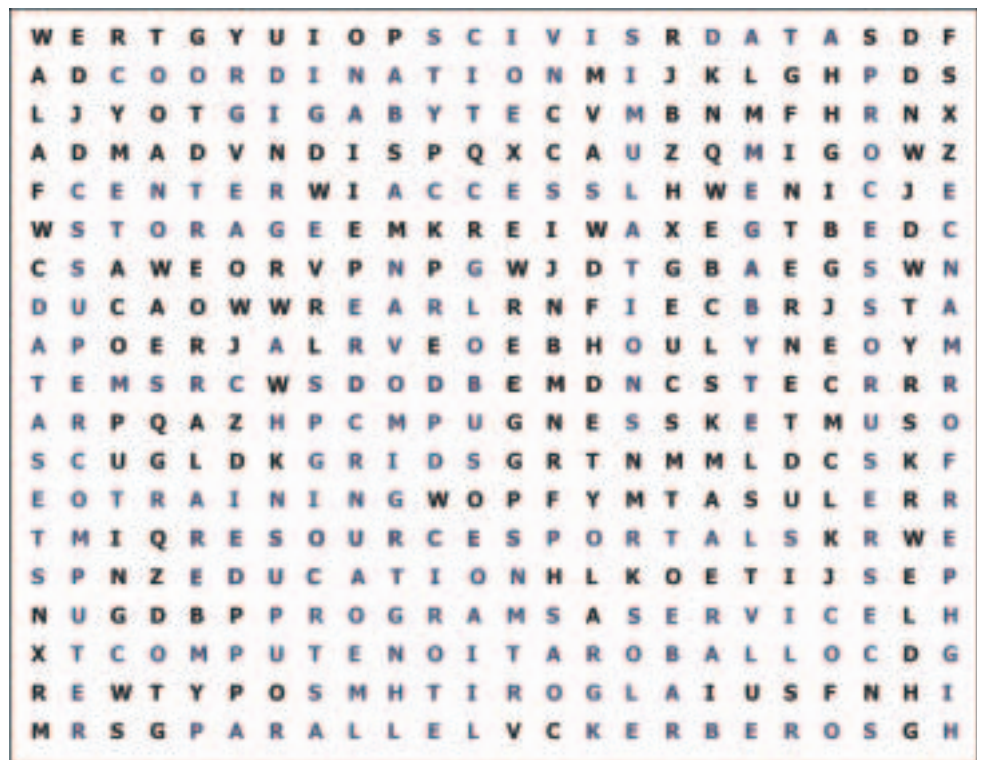 W E R T G Y U I O P S C I V I S R D A T A S D F
A D C O O R D I N A T I O N M I J K L G H P D S
L J Y O T G I G A B Y T E C V M B N M F H R N X
A D M A D V N D I S P Q X C A U Z Q M I G O W Z
F C E N T E R W I A C C E S S L H W E N I C J E
W S T O R A G E E M K R E I W A X E G T B E D C
C S A W E O R V P N P G W J D T G B A E G S W N
D U C A O W W R E A R L R N F I E C B R J S T A
A P O E R J A L R V E O E B H O U L Y N E O Y M
T E M S R C W S D O D B E M D N C S T E C R R R
A R P Q A Z H P C M P U G N E S S K E T M U S O
S C U G L D K G R I D S G R T N M M L D C S K F
E O T R A I N I N G W O P F Y M T A S U L E R R
T M I Q R E S O U R C E S P O R T A L S K R W E
S P N Z E D U C A T I O N H L K O E T I J S E P
N U G D B P P R O G R A M S A S E R V I C E L H
X T C O M P U T E N O I T A R O B A L L O C D G
R E W T Y P O S M H T I R O G L A I U S F N H I
M R S G P A R A L L E L V C K E R B E R O S G H